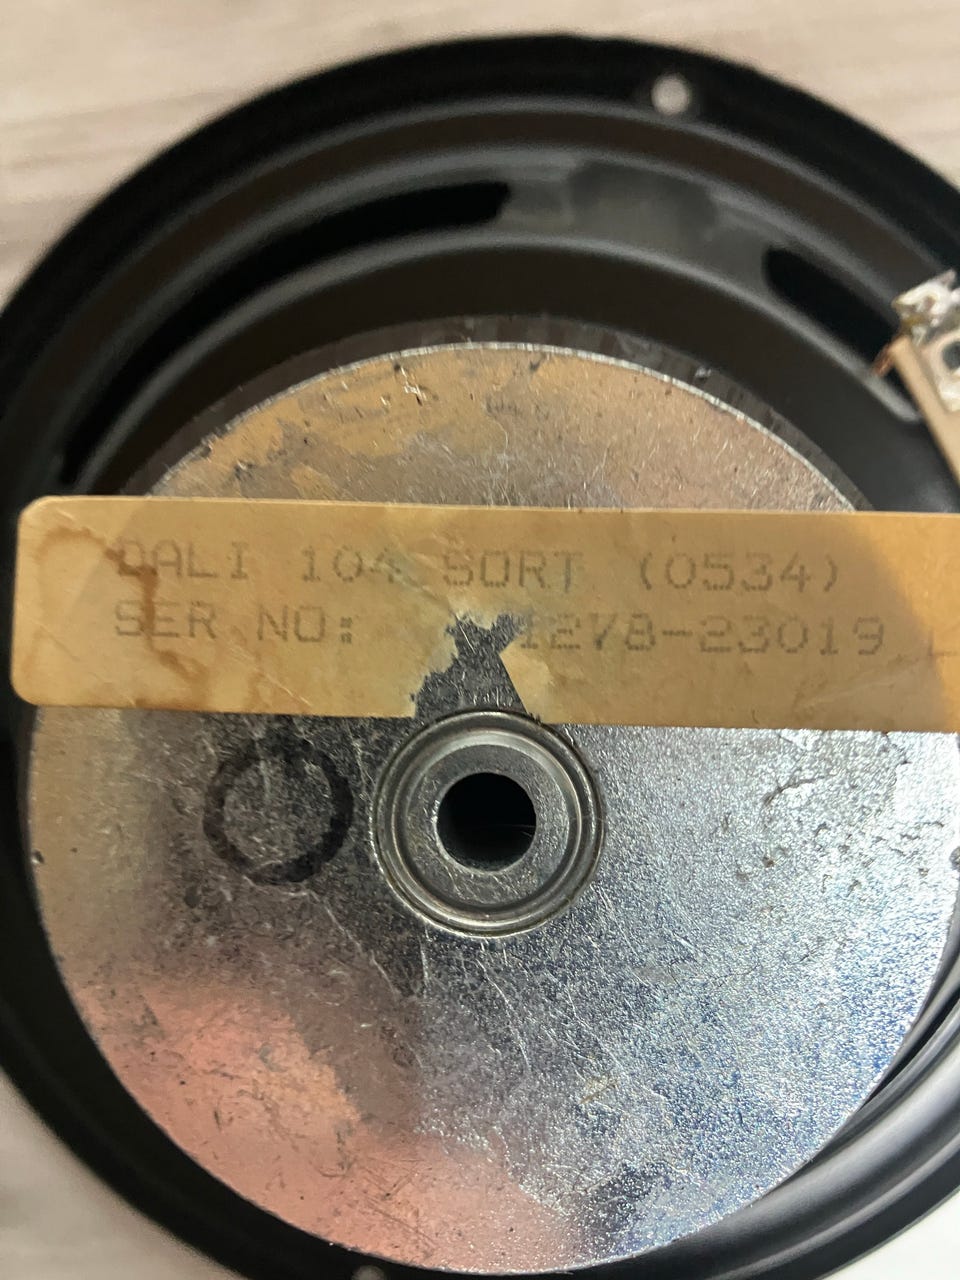 DALI 104 SORT (0534)
SER NO: 1278-23019